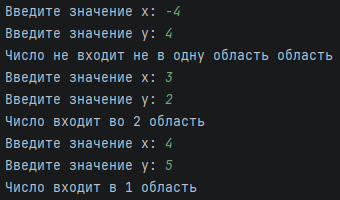 Введите значение x: -4
Введите значение y: 4
Число не входит не в одну область область
Введите значение x: 3
Введите значение y: 2
Число входит во 2 область
Введите значение x: 4
Введите значение y: 5
Число входит в 1 область